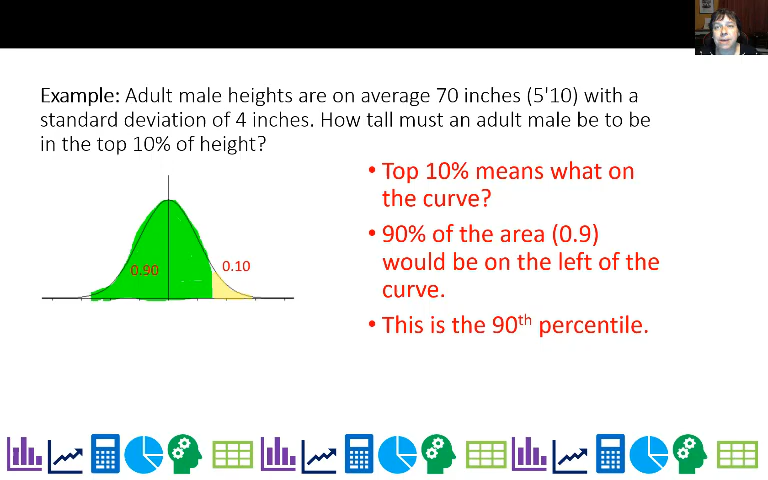 Example: Adult male heights are on average 70 inches (5'10) with a
standard deviation of 4 inches. How tall must an adult male be to be
in the top 10% of height?
• Top 10% means what on
the curve?
• 90% of the area (0.9)
would be on the left of the
curve.
• This is the 90th percentile.
0.90
0.10